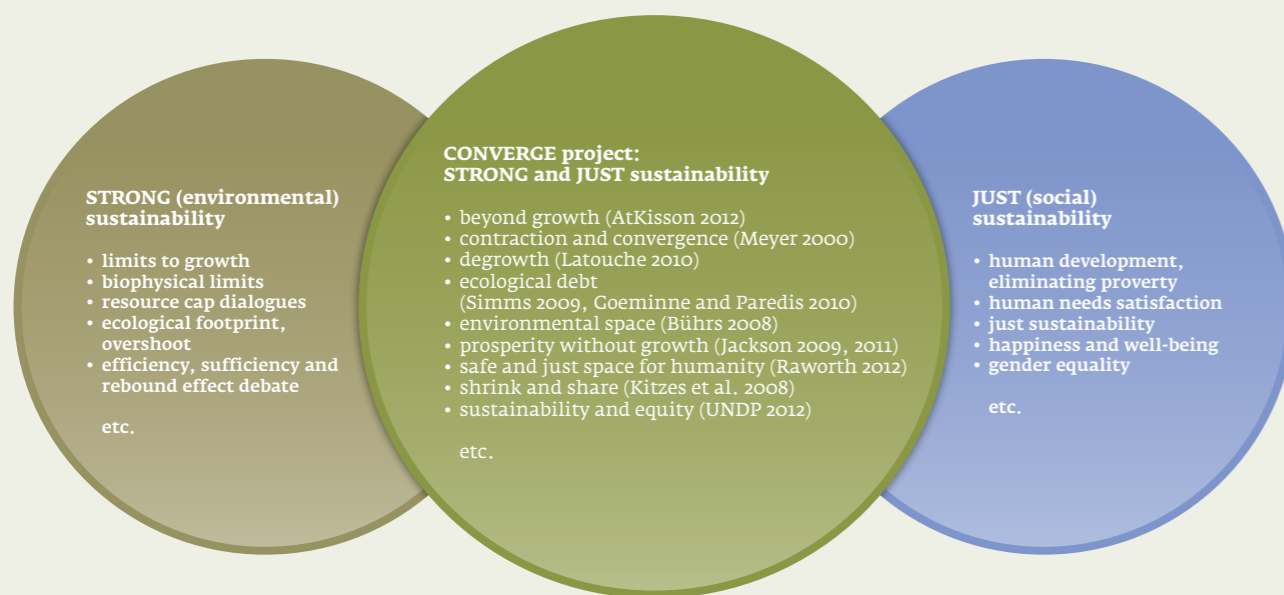 STRONG (environmental)
sustainability
• limits to growth
• biophysical limits
• resource cap dialogues
• ecological footprint,
overshoot
• efficiency, sufficiency and
rebound effect debate
etc.
CONVERGE project:
STRONG and JUST sustainability
• beyond growth (AtKisson 2012)
• contraction and convergence (Meyer 2000)
• degrowth (Latouche 2010)
• ecological debt
(Simms 2009, Goeminne and Paredis 2010)
• environmental space (Bührs 2008)
• prosperity without growth (Jackson 2009, 2011)
• safe and just space for humanity (Raworth 2012)
• shrink and share (Kitzes et al. 2008)
• sustainability and equity (UNDP 2012)
etc.
JUST (social)
sustainability
• human development,
eliminating proverty
• human needs satisfaction
• just sustainability
• happiness and well-being
• gender equality
etc.